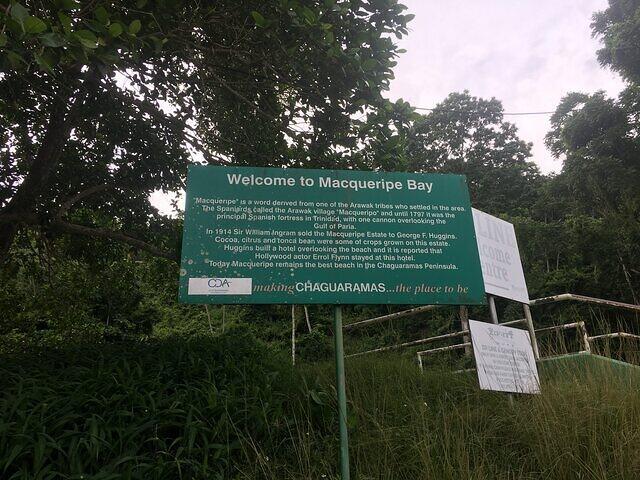 Welcome to Macqueripe Bay
"Macqueripe" is a word derived from one of the Arawak tribes who settled in the area.
The Spaniards called the Arawak village "Macueripo" and until 1797 it was the
principal Spanish fortress in Trinidad, with one cannon overlooking the
Gulf of Paria.
In 1914 Sir William Ingram sold the Macqueripe Estate to George F. Huggins.
Cocoa, citrus and tonca bean were some of crops grown on this estate.
Huggins built a hotel overlooking the beach and it is reported that
Hollywood actor Errol Flynn stayed at this hotel.
Today Macqueripe remains the best beach in the Chaguaramas Peninsula.
CDA
making CHAGUARAMAS...the place to be